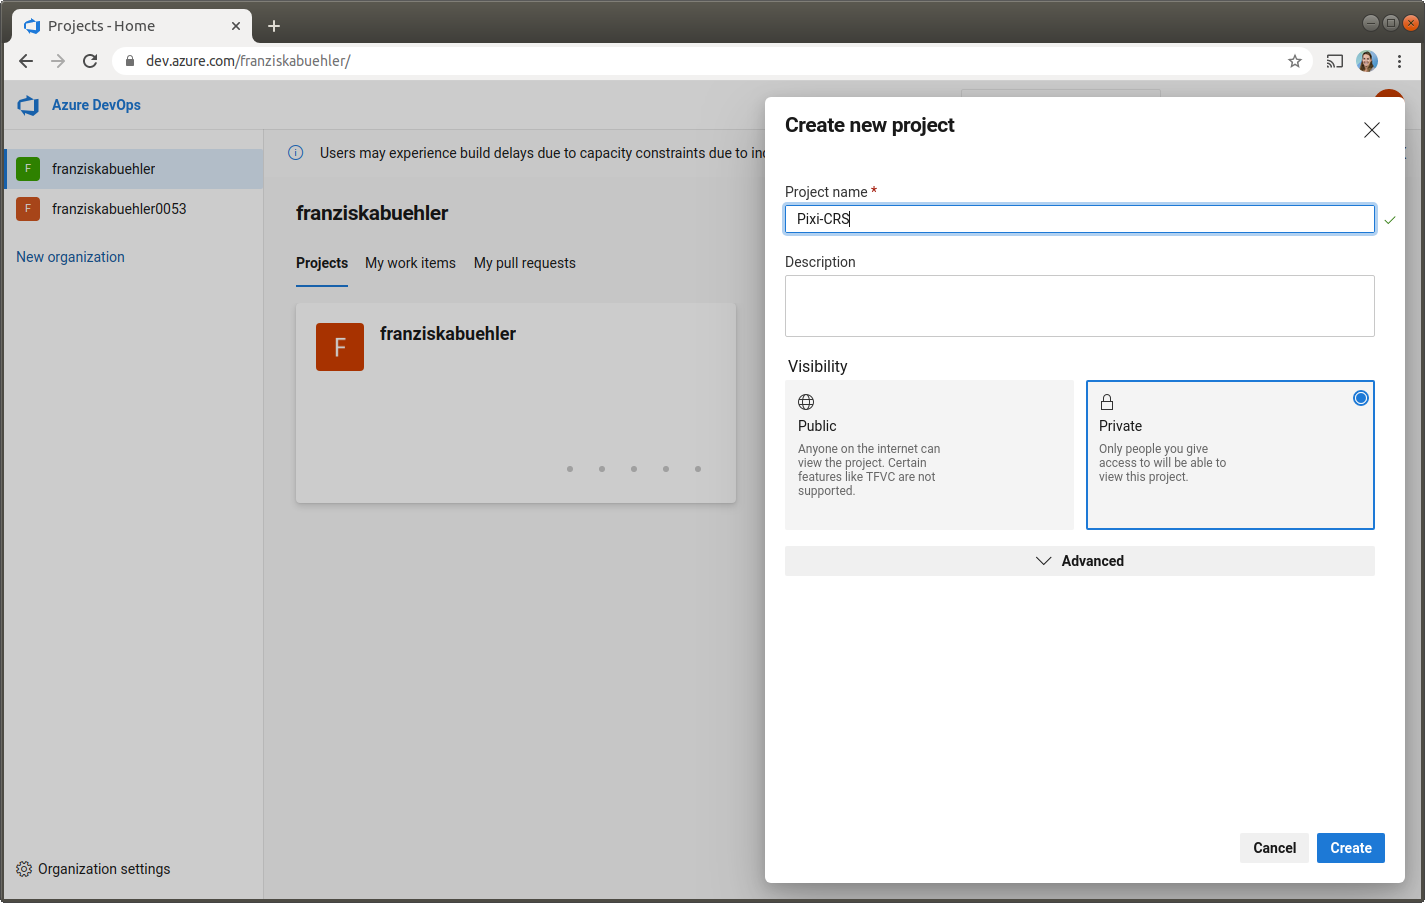 Projects - Home
dev.azure.com/franziskabuehler/
Azure DevOps
F franziskabuehler
F franziskabuehler0053
New organization
Organization settings
Users may experience build delays due to capacity constraints due to
franziskabuehler
Projects My work items My pull requests
F franziskabuehler
Create new project
Project name *
Pixi-CRS
Description
Visibility
Public
Anyone on the internet can
view the project. Certain
features like TFVC are not
supported.
Private
Only people you give
access to will be able to
view this project.
Advanced
Cancel Create